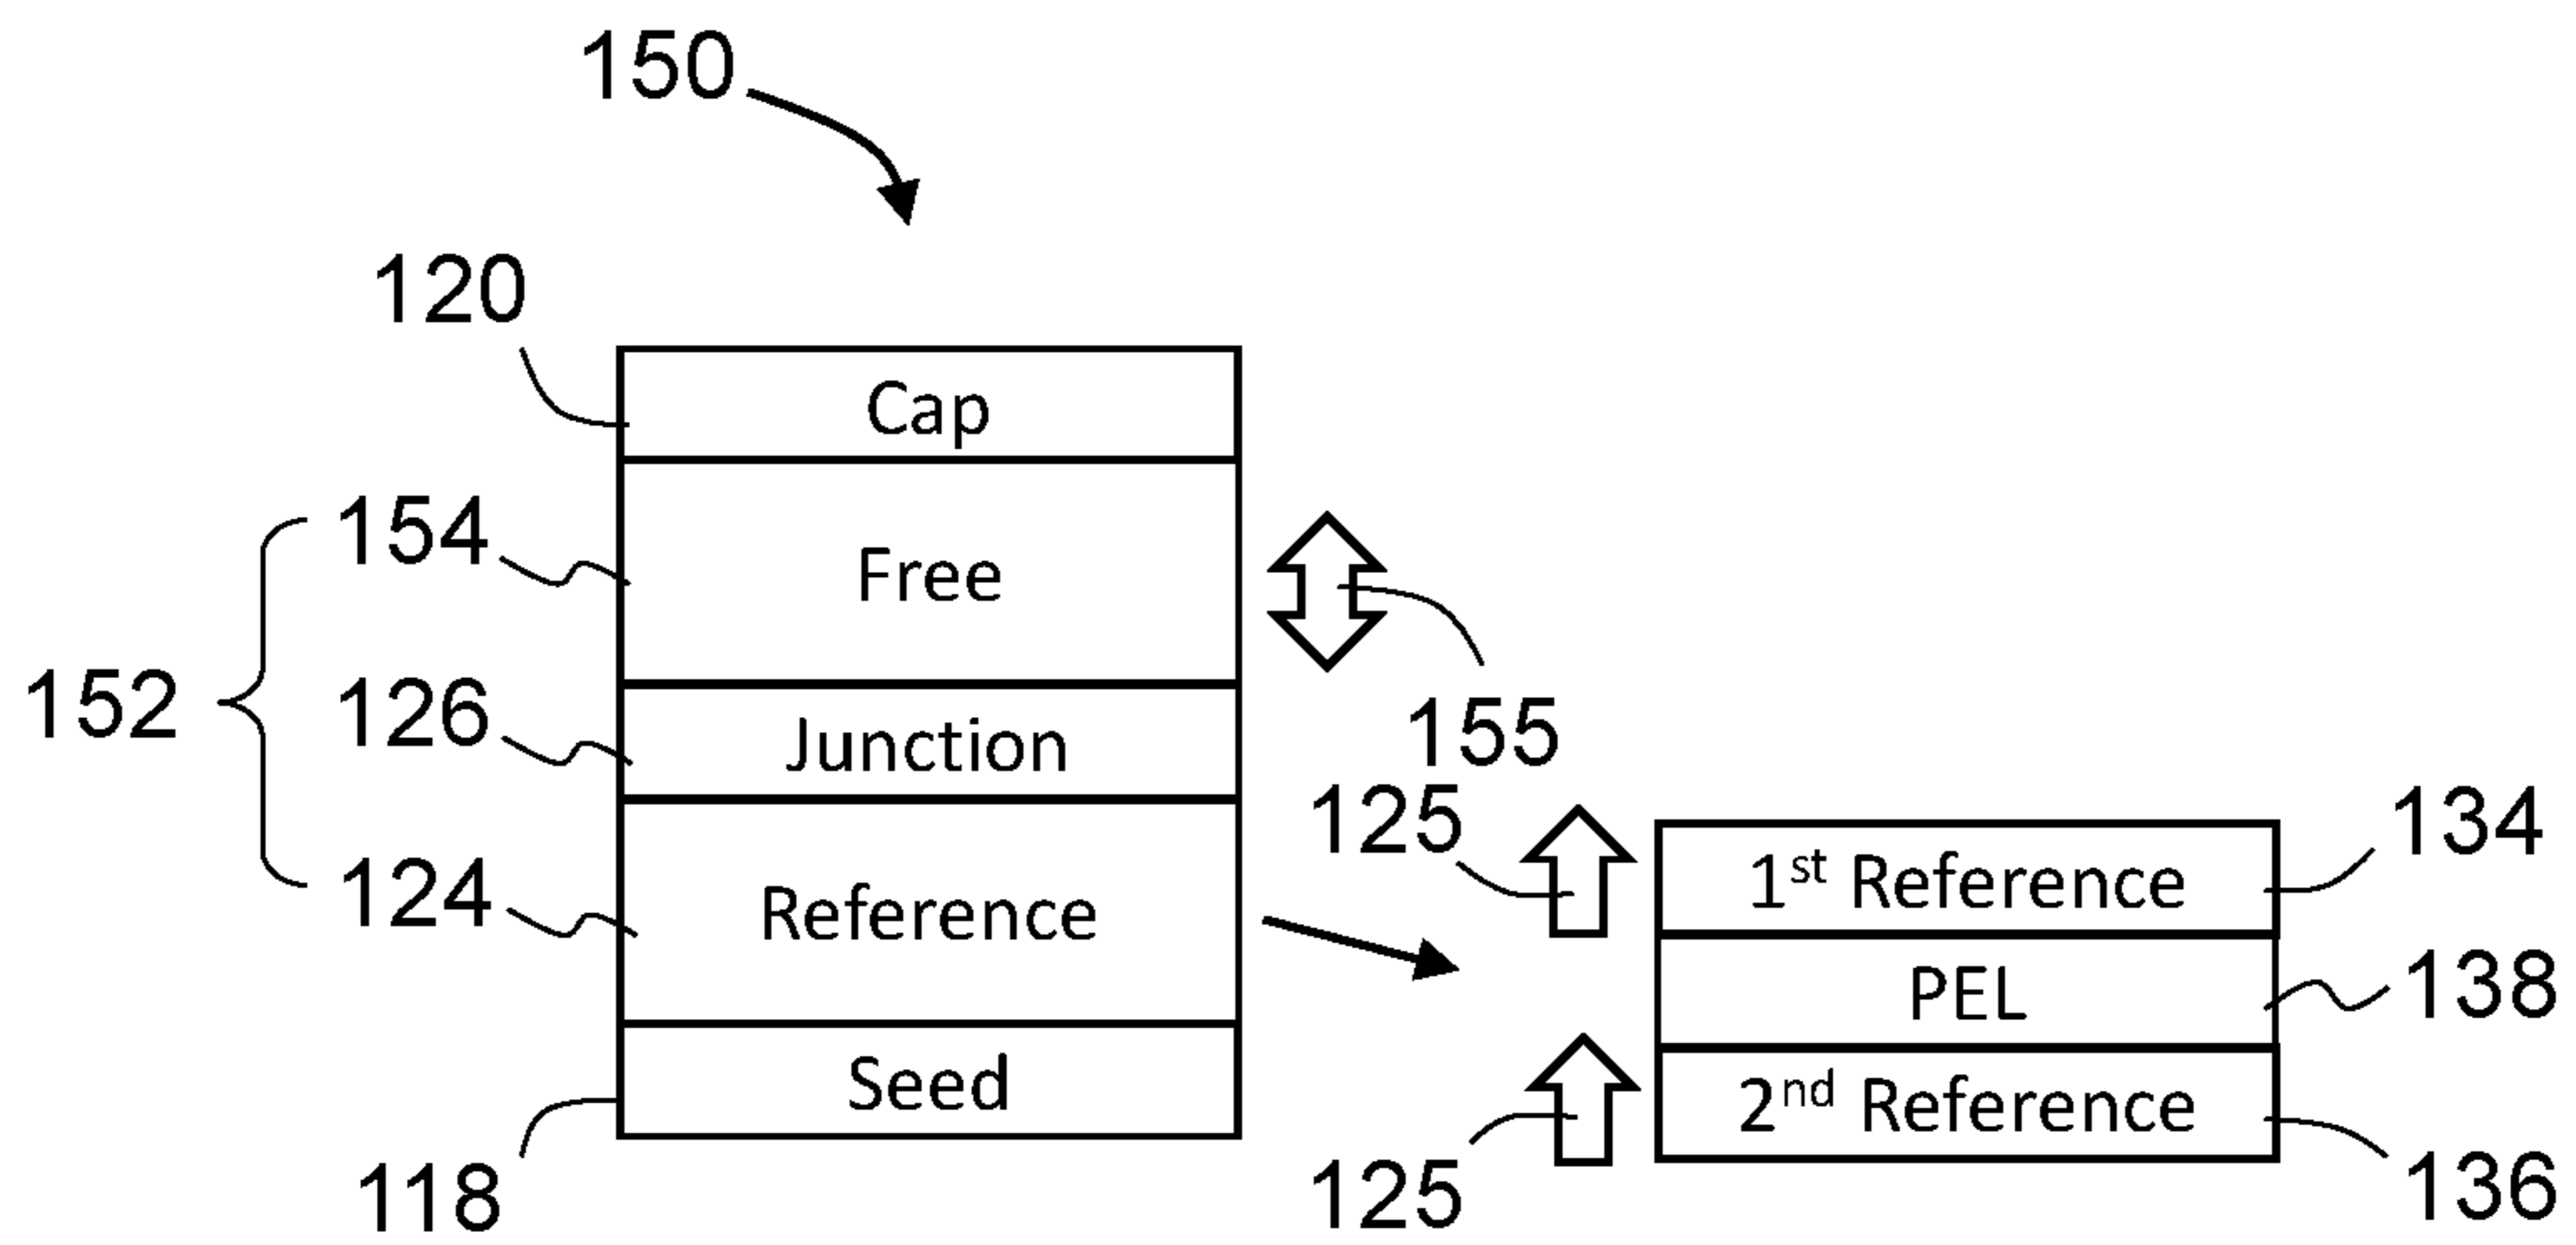 150
120
Cap
154
Free
152
126
Junction
155
125
134
1st Reference
124
Reference
138
PEL
Seed
2nd Reference
118
125
136